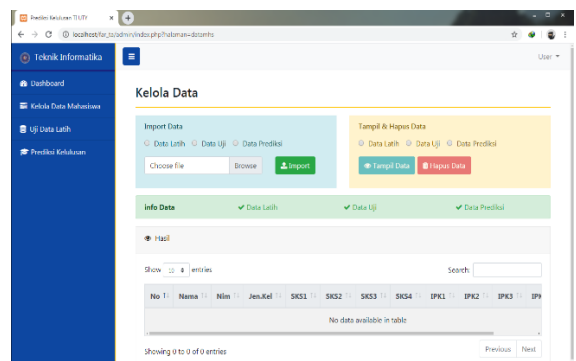 Prediksi Kelulusan TI UTY
localhost/far_ta/admin/index.php?halaman=datamhs
Teknik Informatika
User
Dashboard
Kelola Data Mahasiswa
Uji Data Latih
Prediksi Kelulusan
Kelola Data
Import Data
Data Latih Data Uji Data Prediksi
Choose file Browse Import
Tampil & Hapus Data
Data Latih Data Uji Data Prediksi
Tampil Data Hapus Data
info Data Data Latih Data Uji Data Prediksi
Hasil
Show 10 entries Search:
No Nama Nim Jen.Kel SKS1 SKS2 SKS3 SKS4 IPK1 IPK2 IPK3 IPK
No data available in table
Showing 0 to 0 of 0 entries Previous Next